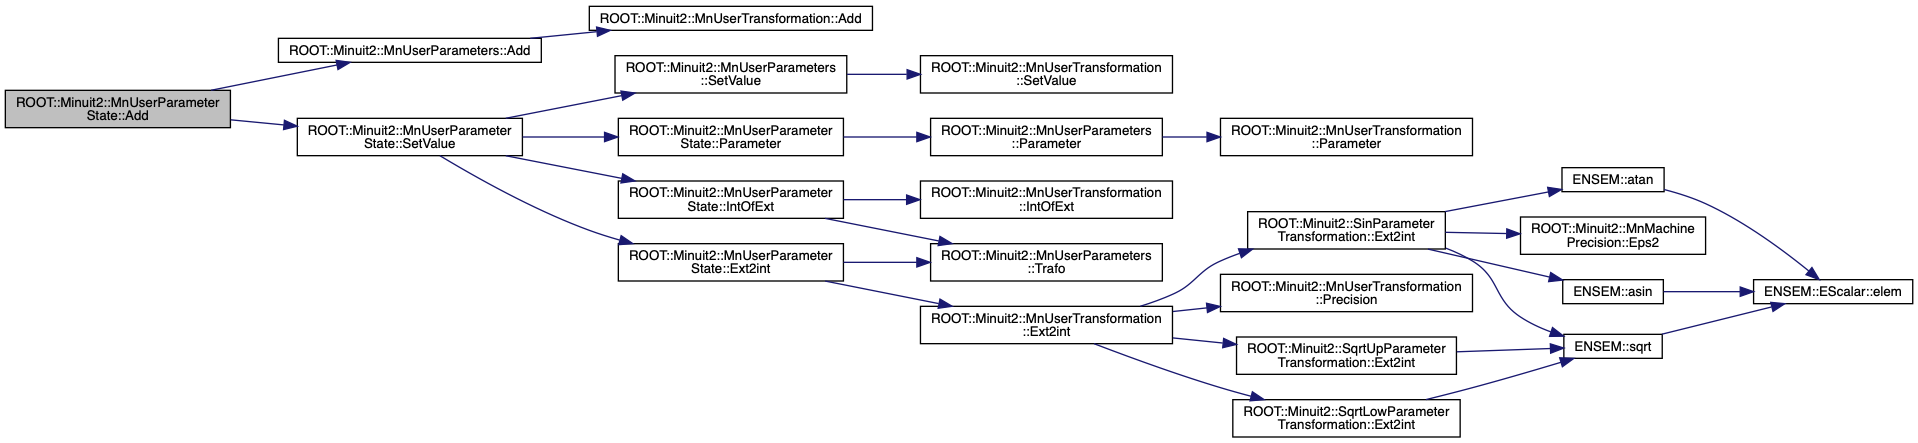 ROOT::Minuit2::MnUserParameter
State::Add
ROOT::Minuit2::MnUserParameters::Add
ROOT::Minuit2::MnUserTransformation::Add
ROOT::Minuit2::MnUserParameter
State::SetValue
ROOT::Minuit2::MnUserParameters
::SetValue
ROOT::Minuit2::MnUserTransformation
::SetValue
ROOT::Minuit2::MnUserParameter
State::Parameter
ROOT::Minuit2::MnUserParameters
::Parameter
ROOT::Minuit2::MnUserTransformation
::Parameter
ROOT::Minuit2::MnUserParameter
State::IntOfExt
ROOT::Minuit2::MnUserTransformation
::IntOfExt
ROOT::Minuit2::MnUserParameter
State::Ext2int
ROOT::Minuit2::MnUserParameters
::Trafo
ROOT::Minuit2::MnUserTransformation
::Ext2int
ROOT::Minuit2::SinParameter
Transformation::Ext2int
ROOT::Minuit2::MnUserTransformation
::Precision
ROOT::Minuit2::SqrtUpParameter
Transformation::Ext2int
ROOT::Minuit2::SqrtLowParameter
Transformation::Ext2int
ENSEM::atan
ROOT::Minuit2::MnMachine
Precision::Eps2
ENSEM::asin
ENSEM::sqrt
ENSEM::EScalar::elem